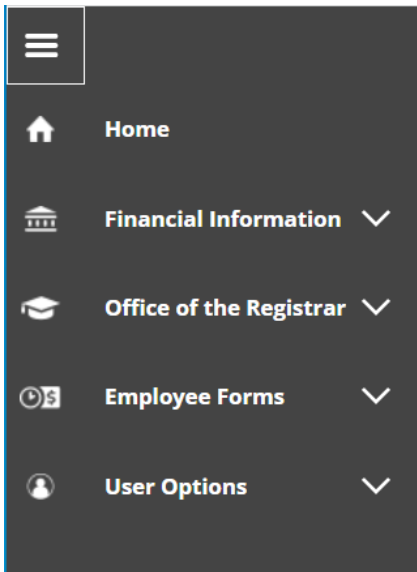 Home
Financial Information
Office of the Registrar
$
Employee Forms
User Options